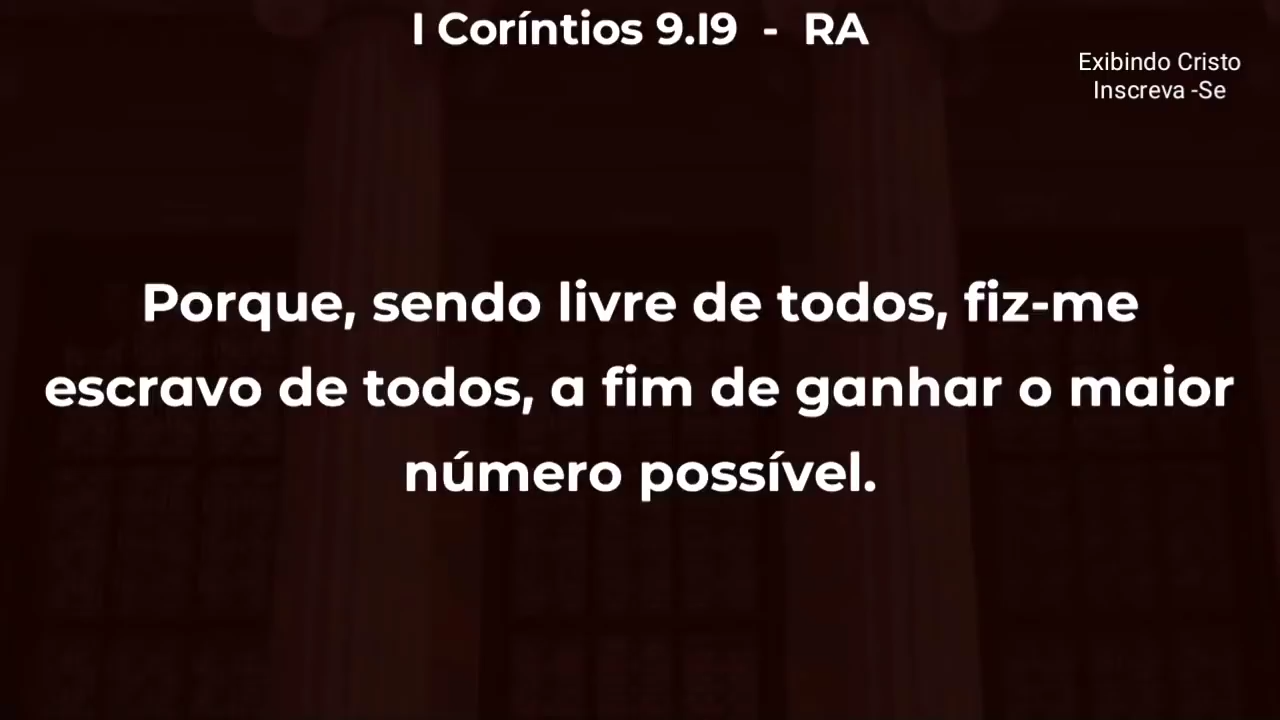 I Coríntios 9.I9 - RA
Exibindo Cristo
Inscreva -Se
Porque, sendo livre de todos, fiz-me
escravo de todos, a fim de ganhar o maior
número possível.